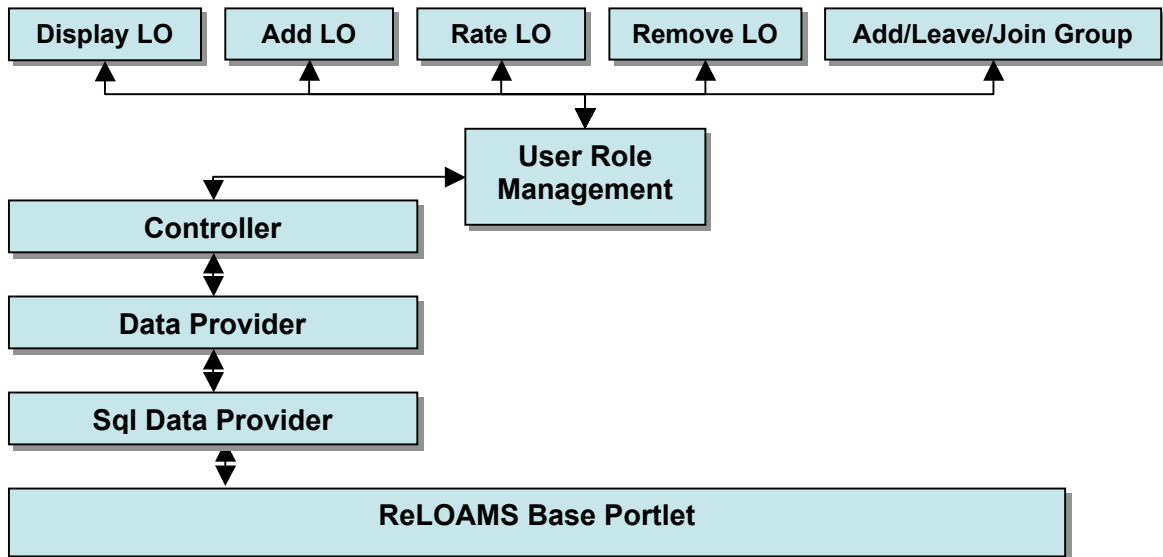 Display LO
Add LO
Rate LO
Remove LO
Add/Leave/Join Group
User Role
Management
Controller
Data Provider
Sql Data Provider
ReLOAMS Base Portlet